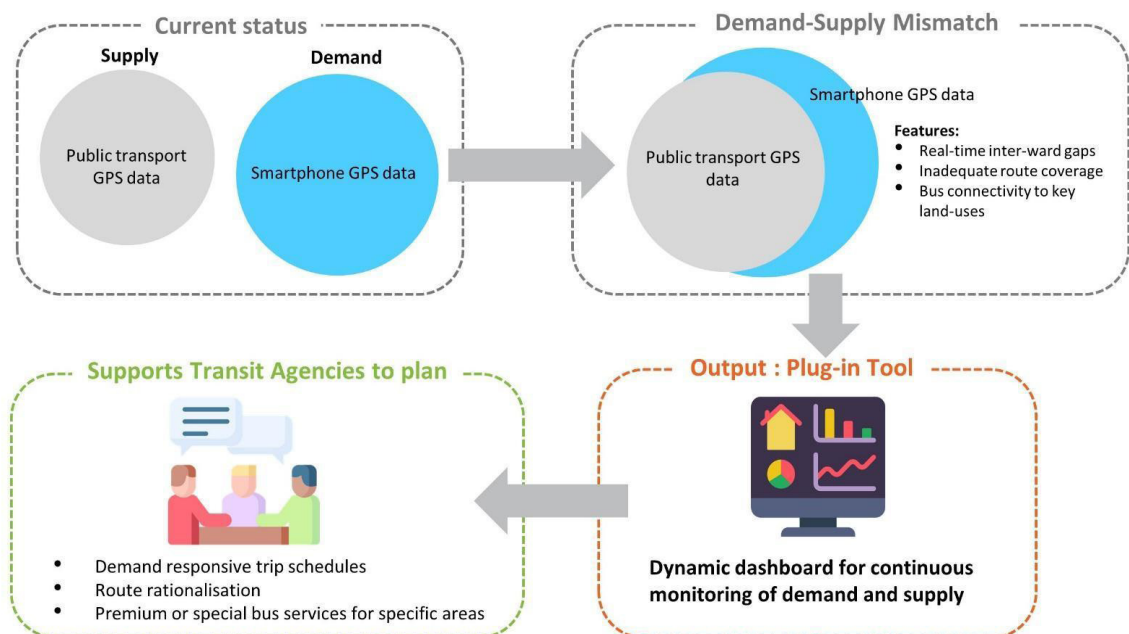 Current status
Supply
Demand
Public transport
GPS data
Smartphone GPS data
Demand-Supply Mismatch
Smartphone GPS data
Public transport GPS
data
Features:
• Real-time inter-ward gaps
• Inadequate route coverage
• Bus connectivity to key
land-uses
Supports Transit Agencies to plan
• Demand responsive trip schedules
• Route rationalisation
• Premium or special bus services for specific areas
Output : Plug-in Tool
Dynamic dashboard for continuous
monitoring of demand and supply